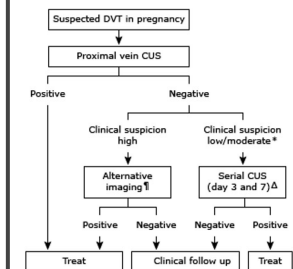 Suspected DVT in pregnancy
Proximal vein CUS
Positive Negative
Clinical suspicion Clinical suspicion
high low/moderate*
Alternative Serial CUS
imaging¶ (day 3 and 7)Δ
Positive Negative Negative Positive
Treat Clinical follow up Treat